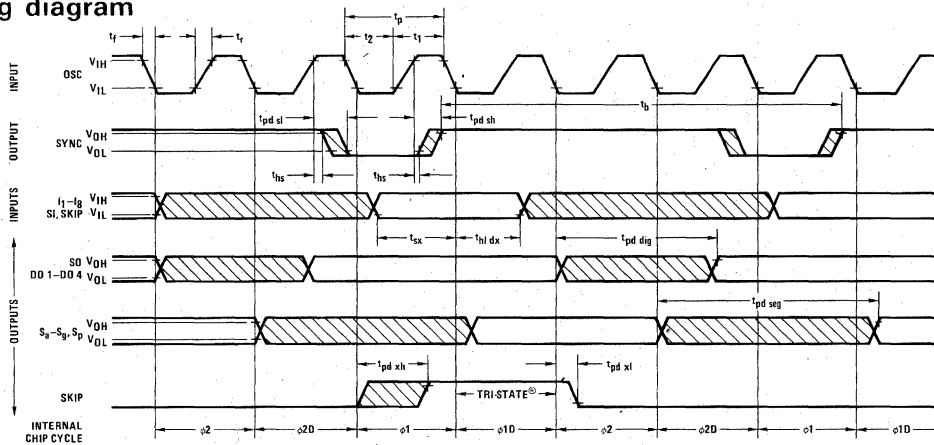 g diagram
tp
tf
tr
t2
t1
INPUT
OSC
VIH
VIL
tb
tpd sl
tpd sh
OUTPUT
SYNC
VOH
VOL
ths
ths
INPUTS
I1–I8
SI, SKIP
VIH
VIL
tsx
thl dx
tpd dig
SO
DO 1–DO 4
VOH
VOL
tpd seg
OUTPUTS
Sa–Sg, Sp
VOH
VOL
tpd xh
tpd xl
SKIP
TRI-STATE®
INTERNAL
CHIP CYCLE
φ2
φ2D
φ1
φ1D
φ2
φ2D
φ1
φ1D